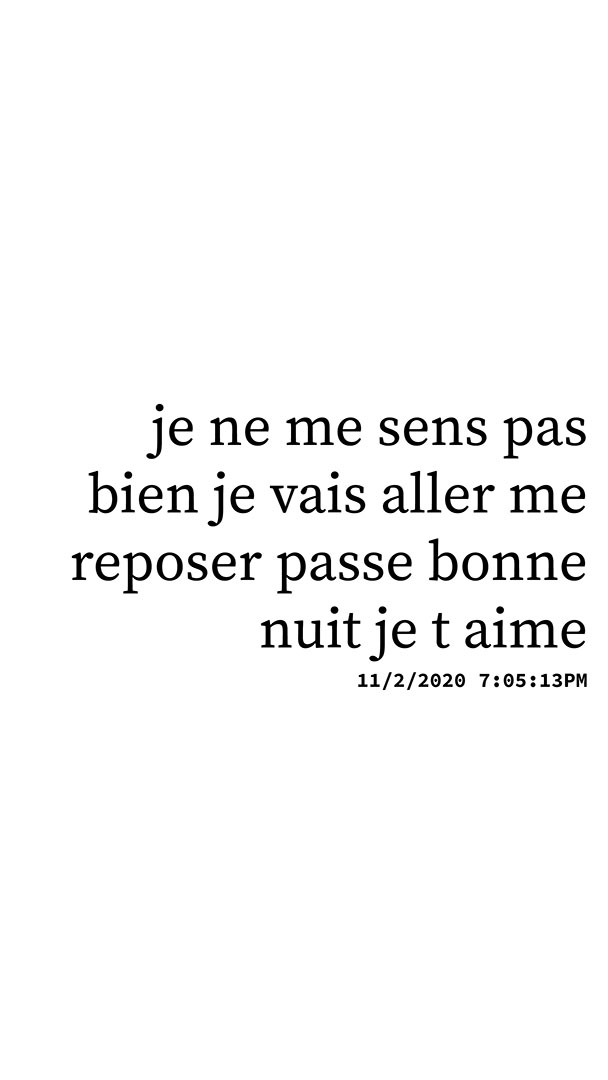 je ne me sens pas
bien je vais aller me
reposer passe bonne
nuit je t aime
11/2/2020 7:05:13PM